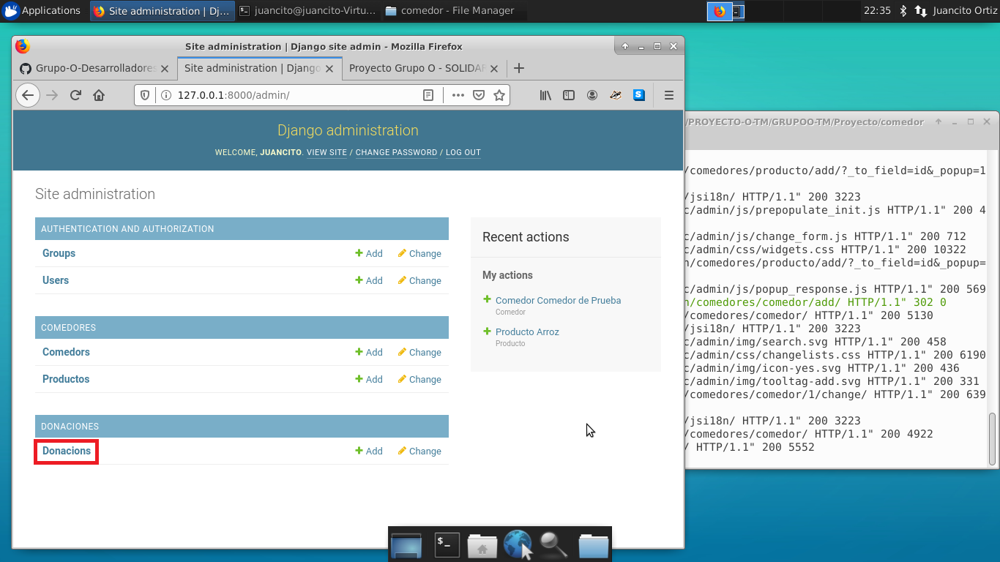 Applications
Site administration | Dj...
juancito@juancito-Virtu...
comedor - File Manager
22:35
Juancito Ortiz
Site administration | Django site admin - Mozilla Firefox
Grupo-O-Desarrolladores
Site administration | Django
Proyecto Grupo O - SOLIDAR
127.0.0.1:8000/admin/
Django administration
WELCOME, JUANCITO. VIEW SITE / CHANGE PASSWORD / LOG OUT
Site administration
AUTHENTICATION AND AUTHORIZATION
Groups Add Change
Users Add Change
COMEDORES
Comedors Add Change
Productos Add Change
DONACIONES
Donacions Add Change
Recent actions
My actions
Comedor Comedor de Prueba
Comedor
Producto Arroz
Producto
/PROYECTO-O-TM/GRUPOO-TM/Proyecto/comedor
/comedores/producto/add/?_to_field=id&_popup=1
/jsi18n/ HTTP/1.1" 200 3223
c/admin/js/prepopulate_init.js HTTP/1.1" 200 4
c/admin/js/change_form.js HTTP/1.1" 200 712
c/admin/css/widgets.css HTTP/1.1" 200 10322
n/comedores/producto/add/?_to_field=id&_popup=
c/admin/js/popup_response.js HTTP/1.1" 200 569
n/comedores/comedor/add/ HTTP/1.1" 302 0
/comedores/comedor/ HTTP/1.1" 200 5130
/jsi18n/ HTTP/1.1" 200 3223
c/admin/img/search.svg HTTP/1.1" 200 458
c/admin/css/changelists.css HTTP/1.1" 200 6190
c/admin/img/icon-yes.svg HTTP/1.1" 200 436
c/admin/img/tooltag-add.svg HTTP/1.1" 200 331
/comedores/comedor/1/change/ HTTP/1.1" 200 639
/jsi18n/ HTTP/1.1" 200 3223
/comedores/comedor/ HTTP/1.1" 200 4922
/ HTTP/1.1" 200 5552